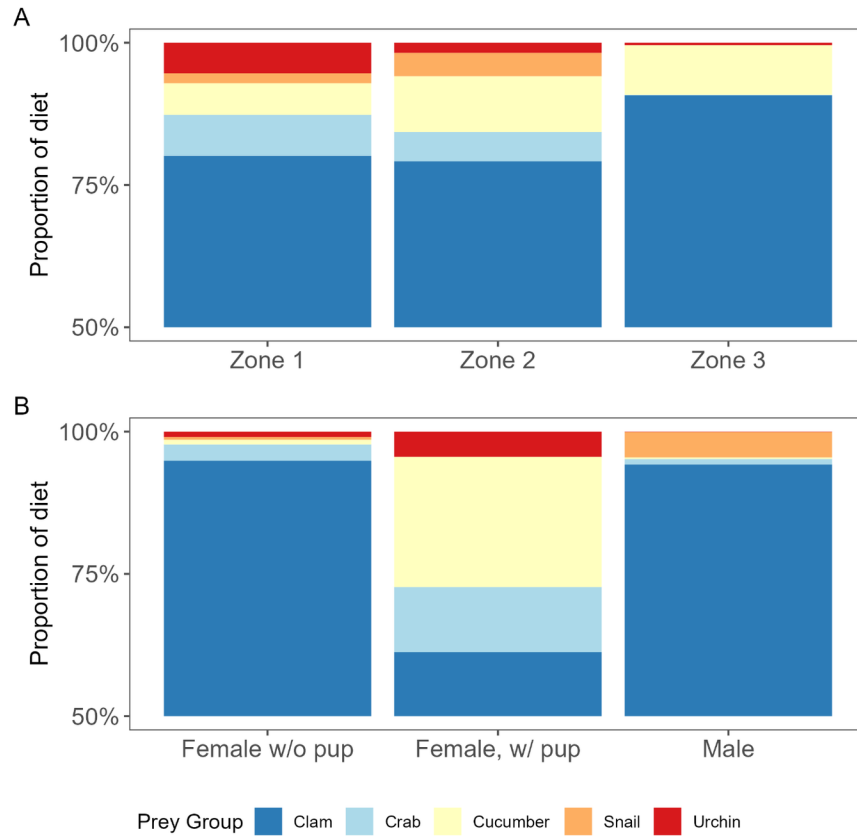 A
Proportion of diet
100%
75%
50%
Zone 1 Zone 2 Zone 3
B
Proportion of diet
100%
75%
50%
Female w/o pup Female, w/ pup Male
Prey Group Clam Crab Cucumber Snail Urchin